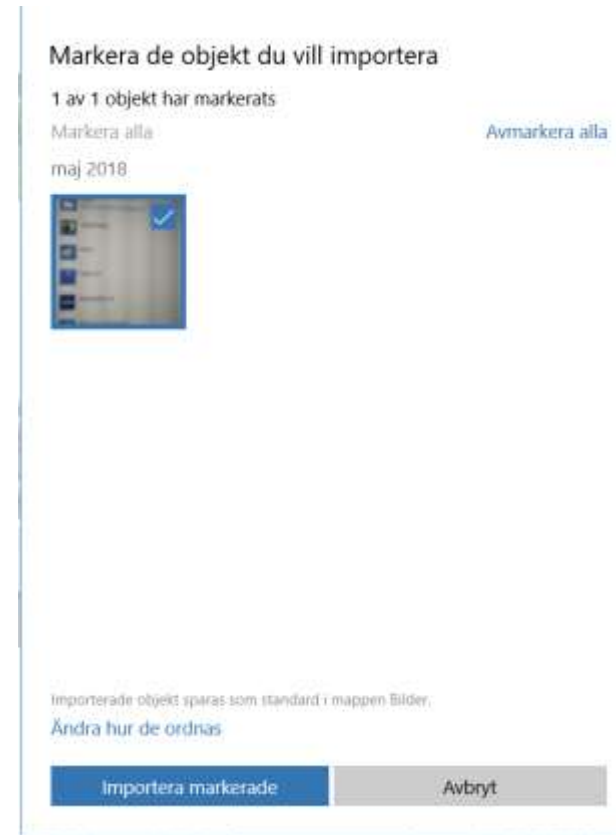 Markera de objekt du vill importera
1 av 1 objekt har markerats
Markera alla
Avmarkera alla
maj 2018
Importerade objekt sparas som standard i mappen Bilder.
Ändra hur de ordnas
Importera markerade
Avbryt